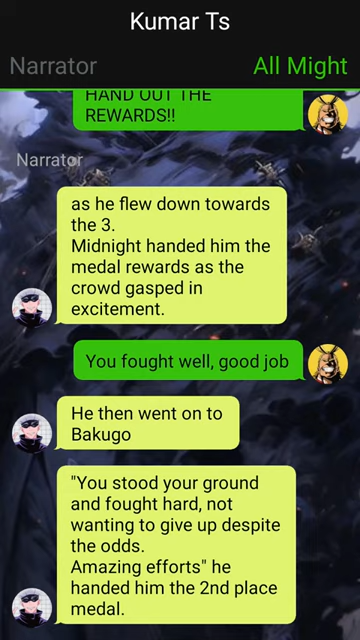 Kumar Ts
Narrator
All Might
HAND OUT THE
REWARDS!!
Narrator
as he flew down towards
the 3.
Midnight handed him the
medal rewards as the
crowd gasped in
excitement.
You fought well, good job
He then went on to
Bakugo
"You stood your ground
and fought hard, not
wanting to give up despite
the odds.
Amazing efforts" he
handed him the 2nd place
medal.